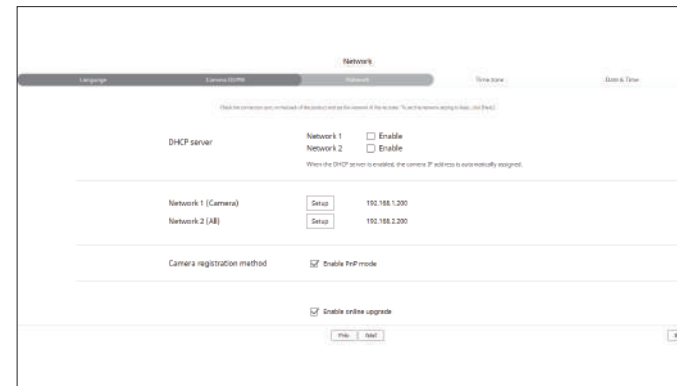 Network
Language Camera ID/PW Network Time zone Date & Time
DHCP server
Network 1 Enable
Network 2 Enable
When the DHCP server is enabled, the camera IP address is automatically assigned.
Network 1 (Camera) Setup 192.168.1.200
Network 2 (All) Setup 192.168.2.200
Camera registration method Enable PnP mode
Enable online upgrade
Prev Next